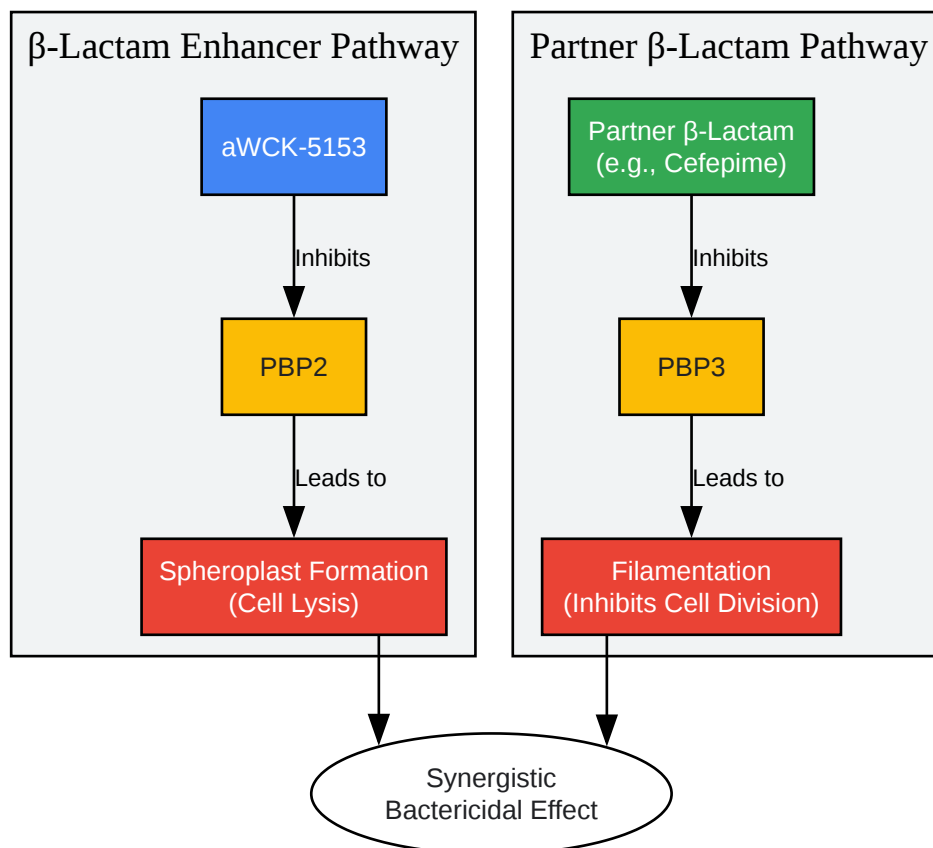 β-Lactam Enhancer Pathway
aWCK-5153
Inhibits
PBP2
Leads to
Spheroplast Formation
(Cell Lysis)
Partner β-Lactam Pathway
Partner β-Lactam
(e.g., Cefepime)
Inhibits
PBP3
Leads to
Filamentation
(Inhibits Cell Division)
Synergistic
Bactericidal Effect